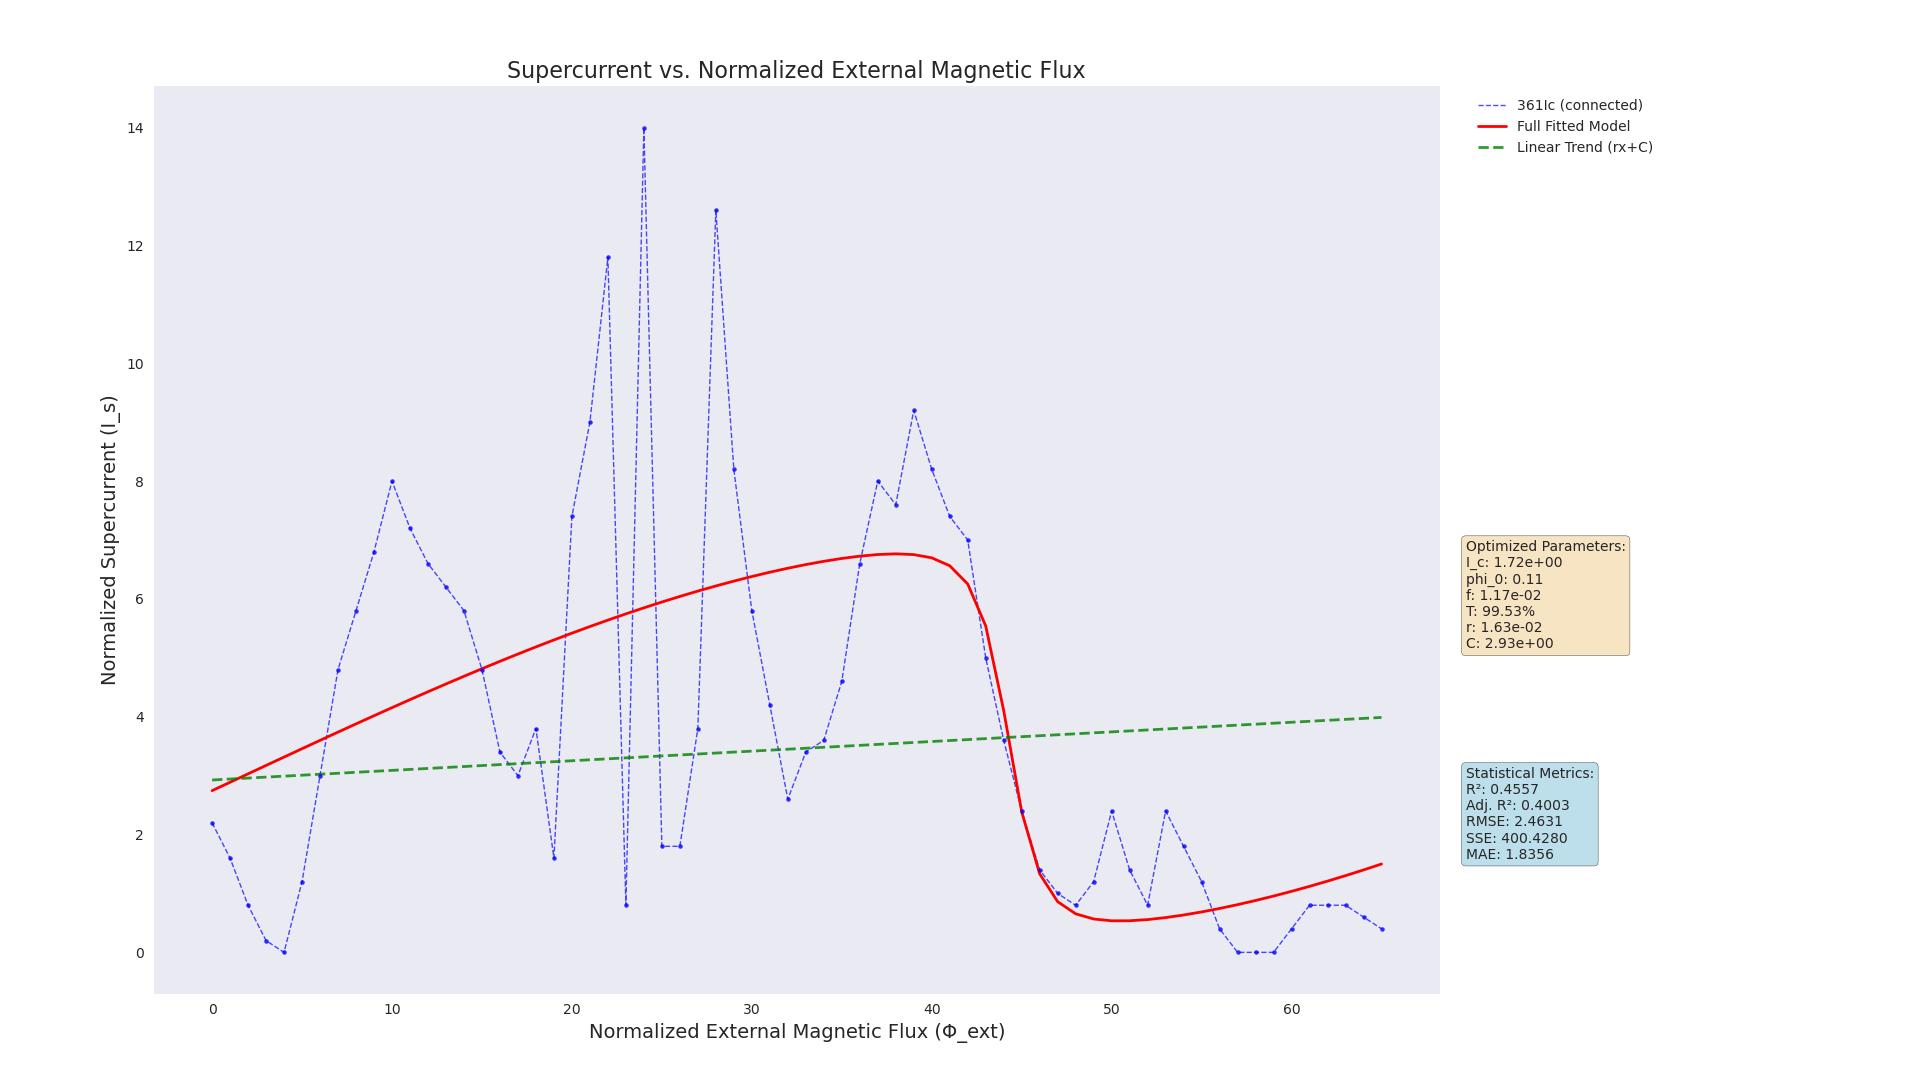 Supercurrent vs. Normalized External Magnetic Flux
14
12
10
8
6
4
2
0
Normalized Supercurrent (I_s)
0 10 20 30 40 50 60
Normalized External Magnetic Flux (Φ_ext)
361Ic (connected)
Full Fitted Model
Linear Trend (rx+C)
Optimized Parameters:
I_c: 1.72e+00
phi_0: 0.11
f: 1.17e-02
T: 99.53%
r: 1.63e-02
C: 2.93e+00
Statistical Metrics:
R²: 0.4557
Adj. R²: 0.4003
RMSE: 2.4631
SSE: 400.4280
MAE: 1.8356